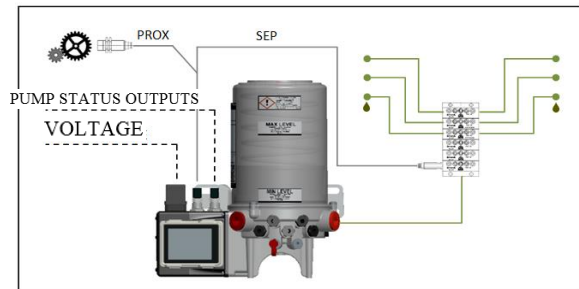 PROX
SEP
PUMP STATUS OUTPUTS
VOLTAGE
MAX LEVEL
MIN LEVEL